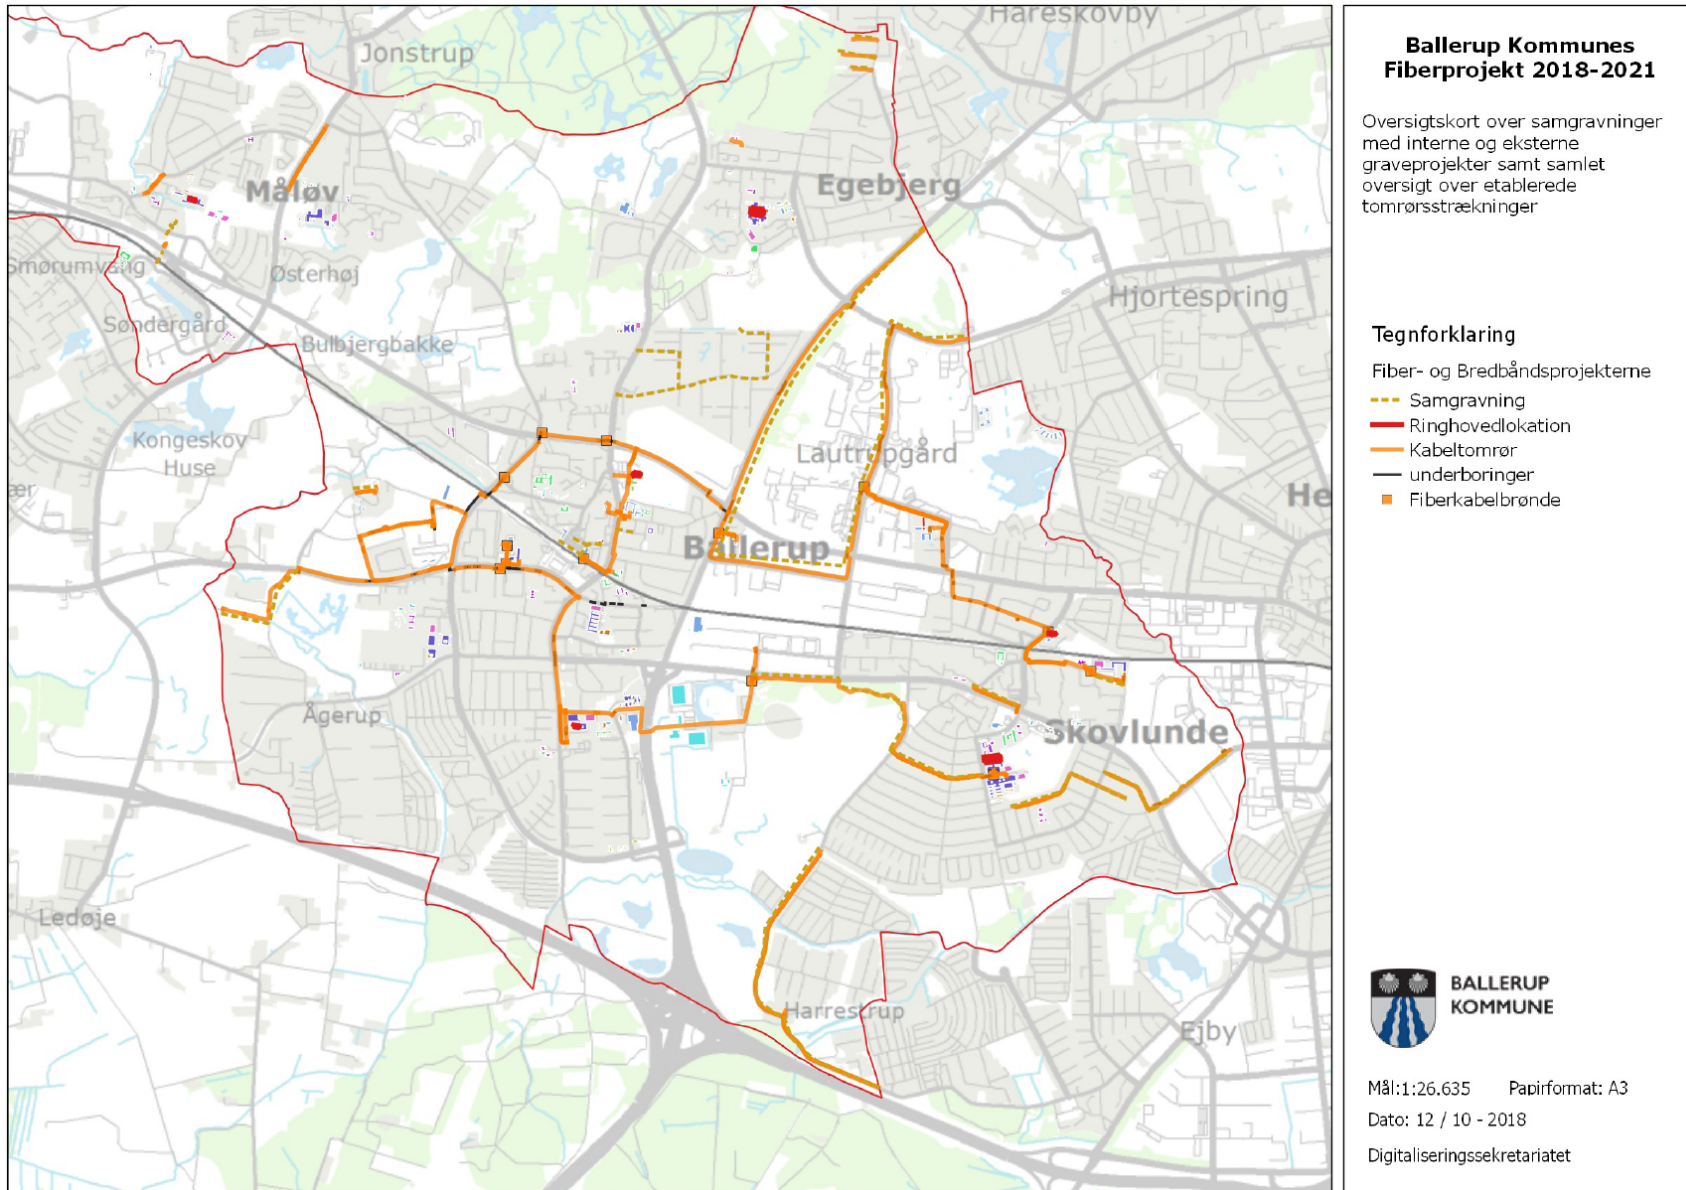 Hareskovby
Jonstrup
Måløv
Egebjerg
Smørumvang
Østerhøj
Hjortespring
Søndergård
Bulbjergbakke
Kongeskov
Huse
Lautrupgård
ær
He
Ballerup
Ågerup
Skovlunde
Ledøje
Harrestrup
Ejby
Ballerup Kommunes
Fiberprojekt 2018-2021
Oversigtskort over samgravninger
med interne og eksterne
graveprojekter samt samlet
oversigt over etablerede
tomrørsstrækninger
Tegnforklaring
Fiber- og Bredbåndsprojekterne
Samgravning
Ringhovedlokation
Kabeltomrør
underboringer
Fiberkabelbrønde
BALLERUP
KOMMUNE
Mål:1:26.635 Papirformat: A3
Dato: 12 / 10 - 2018
Digitaliseringssekretariatet